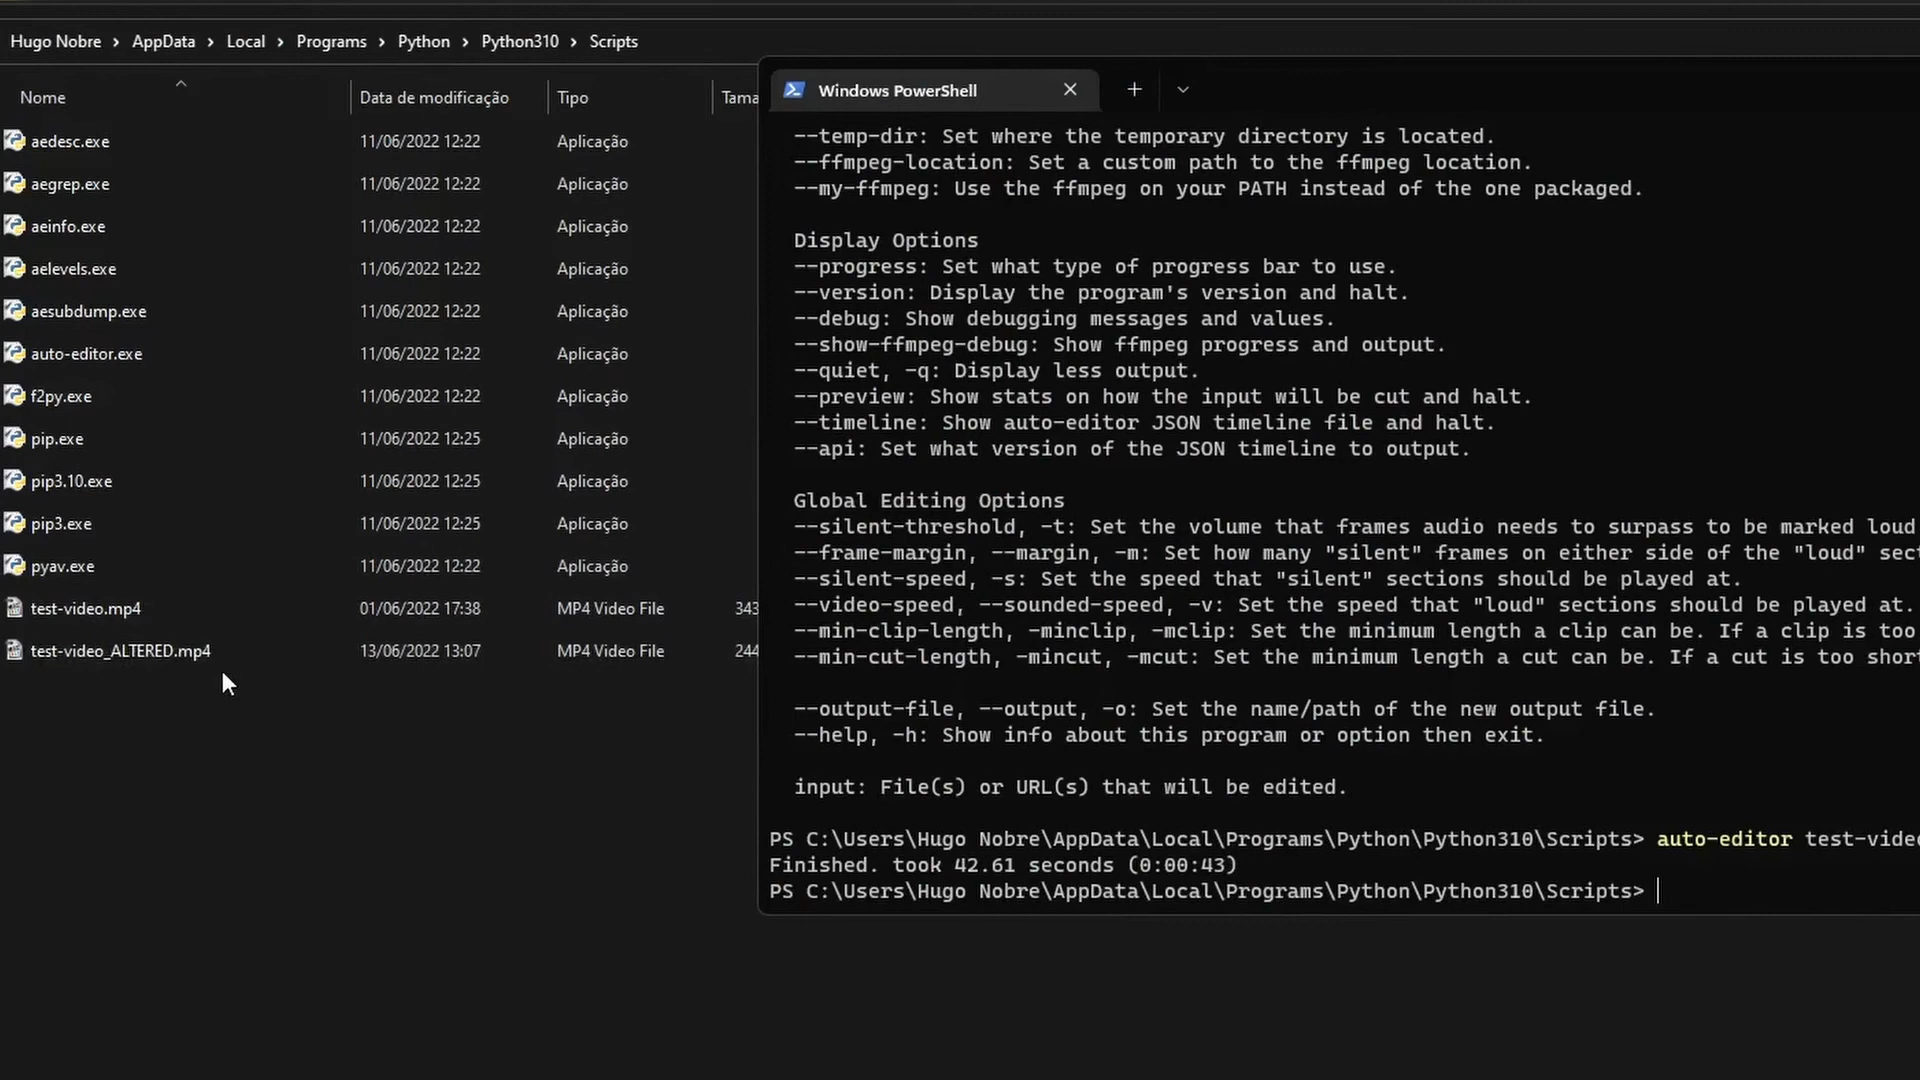 Hugo Nobre > AppData > Local > Programs > Python > Python310 > Scripts
Nome Data de modificação Tipo Tama
aedesc.exe 11/06/2022 12:22 Aplicação
aegrep.exe 11/06/2022 12:22 Aplicação
aeinfo.exe 11/06/2022 12:22 Aplicação
aelevels.exe 11/06/2022 12:22 Aplicação
aesubdump.exe 11/06/2022 12:22 Aplicação
auto-editor.exe 11/06/2022 12:22 Aplicação
f2py.exe 11/06/2022 12:22 Aplicação
pip.exe 11/06/2022 12:25 Aplicação
pip3.10.exe 11/06/2022 12:25 Aplicação
pip3.exe 11/06/2022 12:25 Aplicação
pyav.exe 11/06/2022 12:22 Aplicação
test-video.mp4 01/06/2022 17:38 MP4 Video File 343
test-video_ALTERED.mp4 13/06/2022 13:07 MP4 Video File 244
Windows PowerShell
--temp-dir: Set where the temporary directory is located.
--ffmpeg-location: Set a custom path to the ffmpeg location.
--my-ffmpeg: Use the ffmpeg on your PATH instead of the one packaged.
Display Options
--progress: Set what type of progress bar to use.
--version: Display the program's version and halt.
--debug: Show debugging messages and values.
--show-ffmpeg-debug: Show ffmpeg progress and output.
--quiet, -q: Display less output.
--preview: Show stats on how the input will be cut and halt.
--timeline: Show auto-editor JSON timeline file and halt.
--api: Set what version of the JSON timeline to output.
Global Editing Options
--silent-threshold, -t: Set the volume that frames audio needs to surpass to be marked loud
--frame-margin, --margin, -m: Set how many "silent" frames on either side of the "loud" sect
--silent-speed, -s: Set the speed that "silent" sections should be played at.
--video-speed, --sounded-speed, -v: Set the speed that "loud" sections should be played at.
--min-clip-length, -minclip, -mclip: Set the minimum length a clip can be. If a clip is too
--min-cut-length, -mincut, -mcut: Set the minimum length a cut can be. If a cut is too short
--output-file, --output, -o: Set the name/path of the new output file.
--help, -h: Show info about this program or option then exit.
input: File(s) or URL(s) that will be edited.
PS C:\Users\Hugo Nobre\AppData\Local\Programs\Python\Python310\Scripts> auto-editor test-video
Finished. took 42.61 seconds (0:00:43)
PS C:\Users\Hugo Nobre\AppData\Local\Programs\Python\Python310\Scripts>